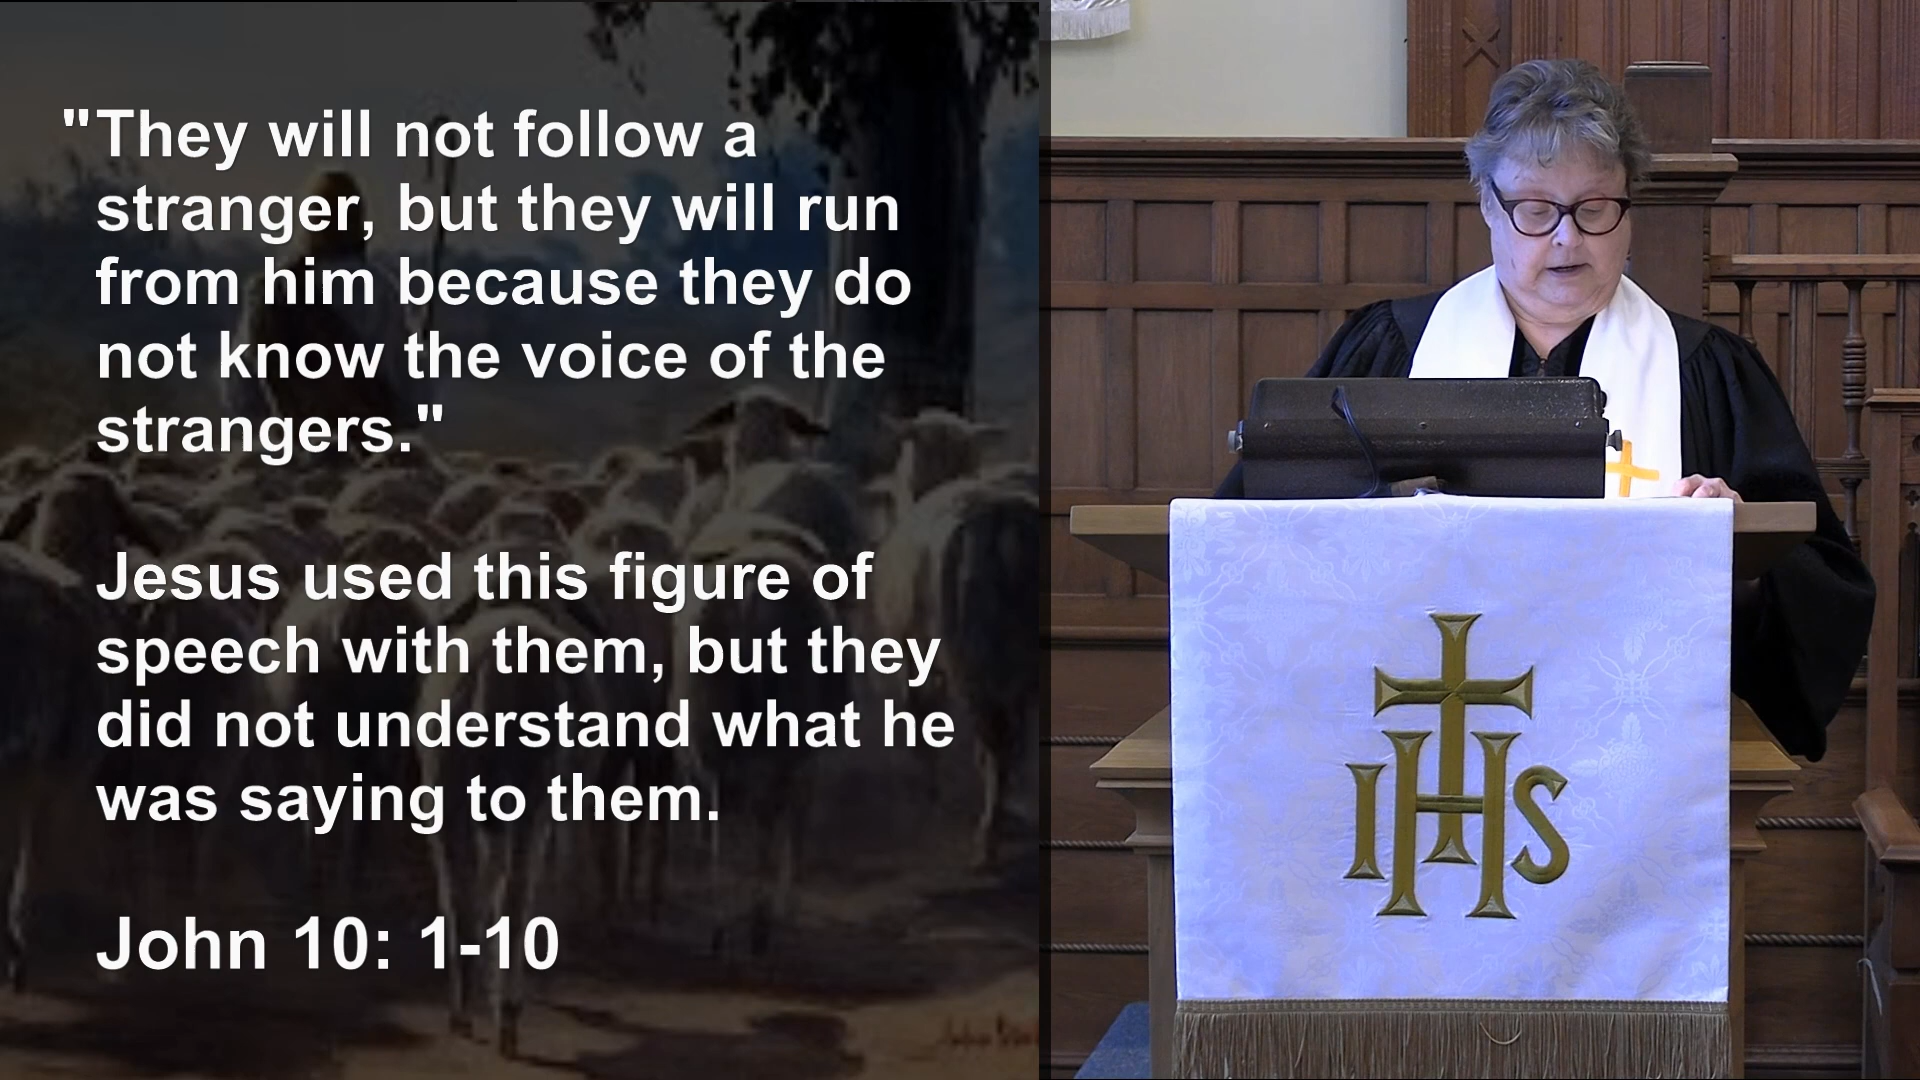 "They will not follow a
stranger, but they will run
from him because they do
not know the voice of the
strangers."
Jesus used this figure of
speech with them, but they
did not understand what he
was saying to them.
John 10: 1-10
IHS